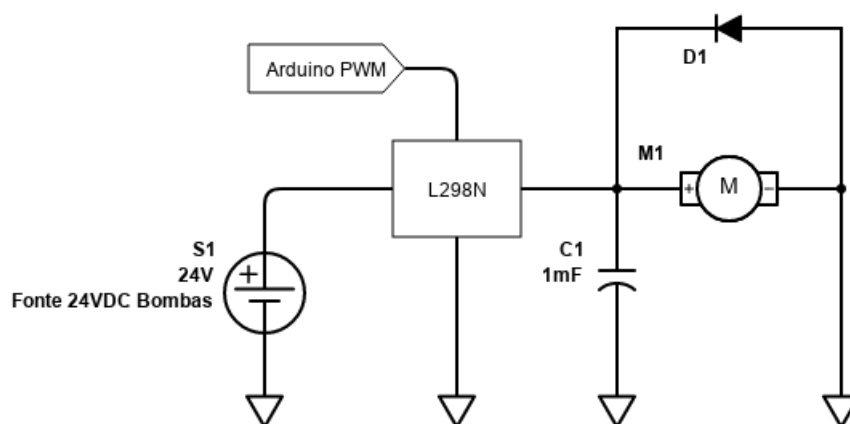 Arduino PWM
D1
M1
+ M −
L298N
S1
24V
Fonte 24VDC Bombas
+
C1
1mF